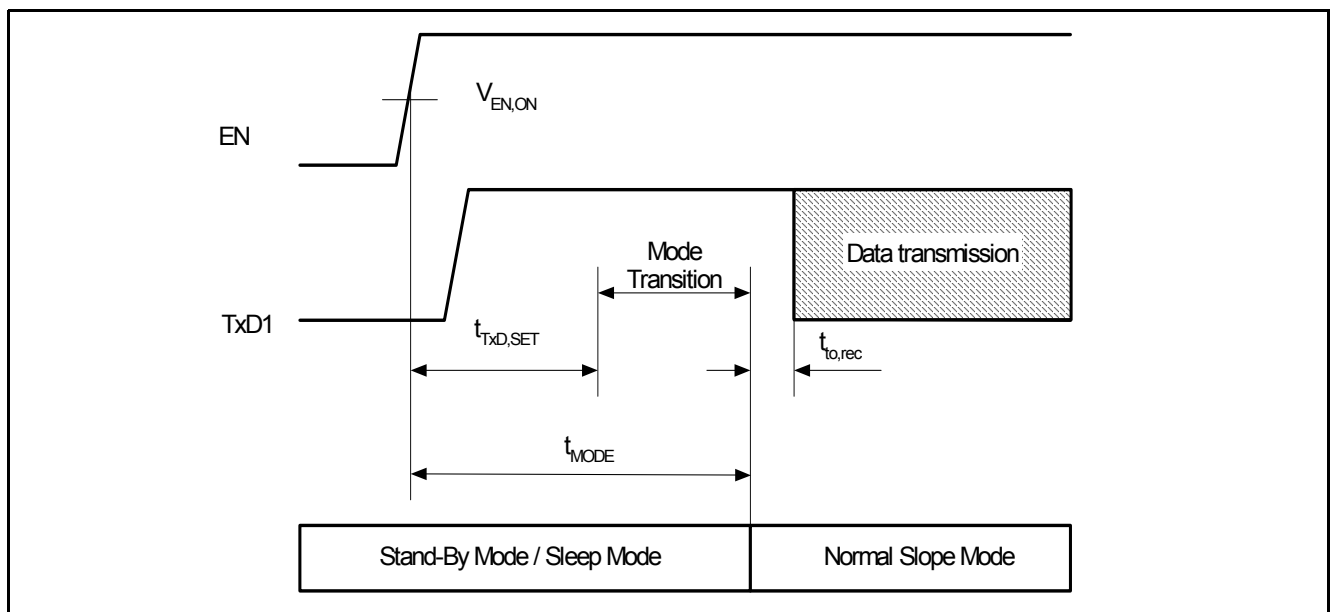 V_EN,ON
EN
Mode
Transition
Data transmission
TxD1
t_TxD,SET
t_to,rec
t_MODE
Stand-By Mode / Sleep Mode
Normal Slope Mode